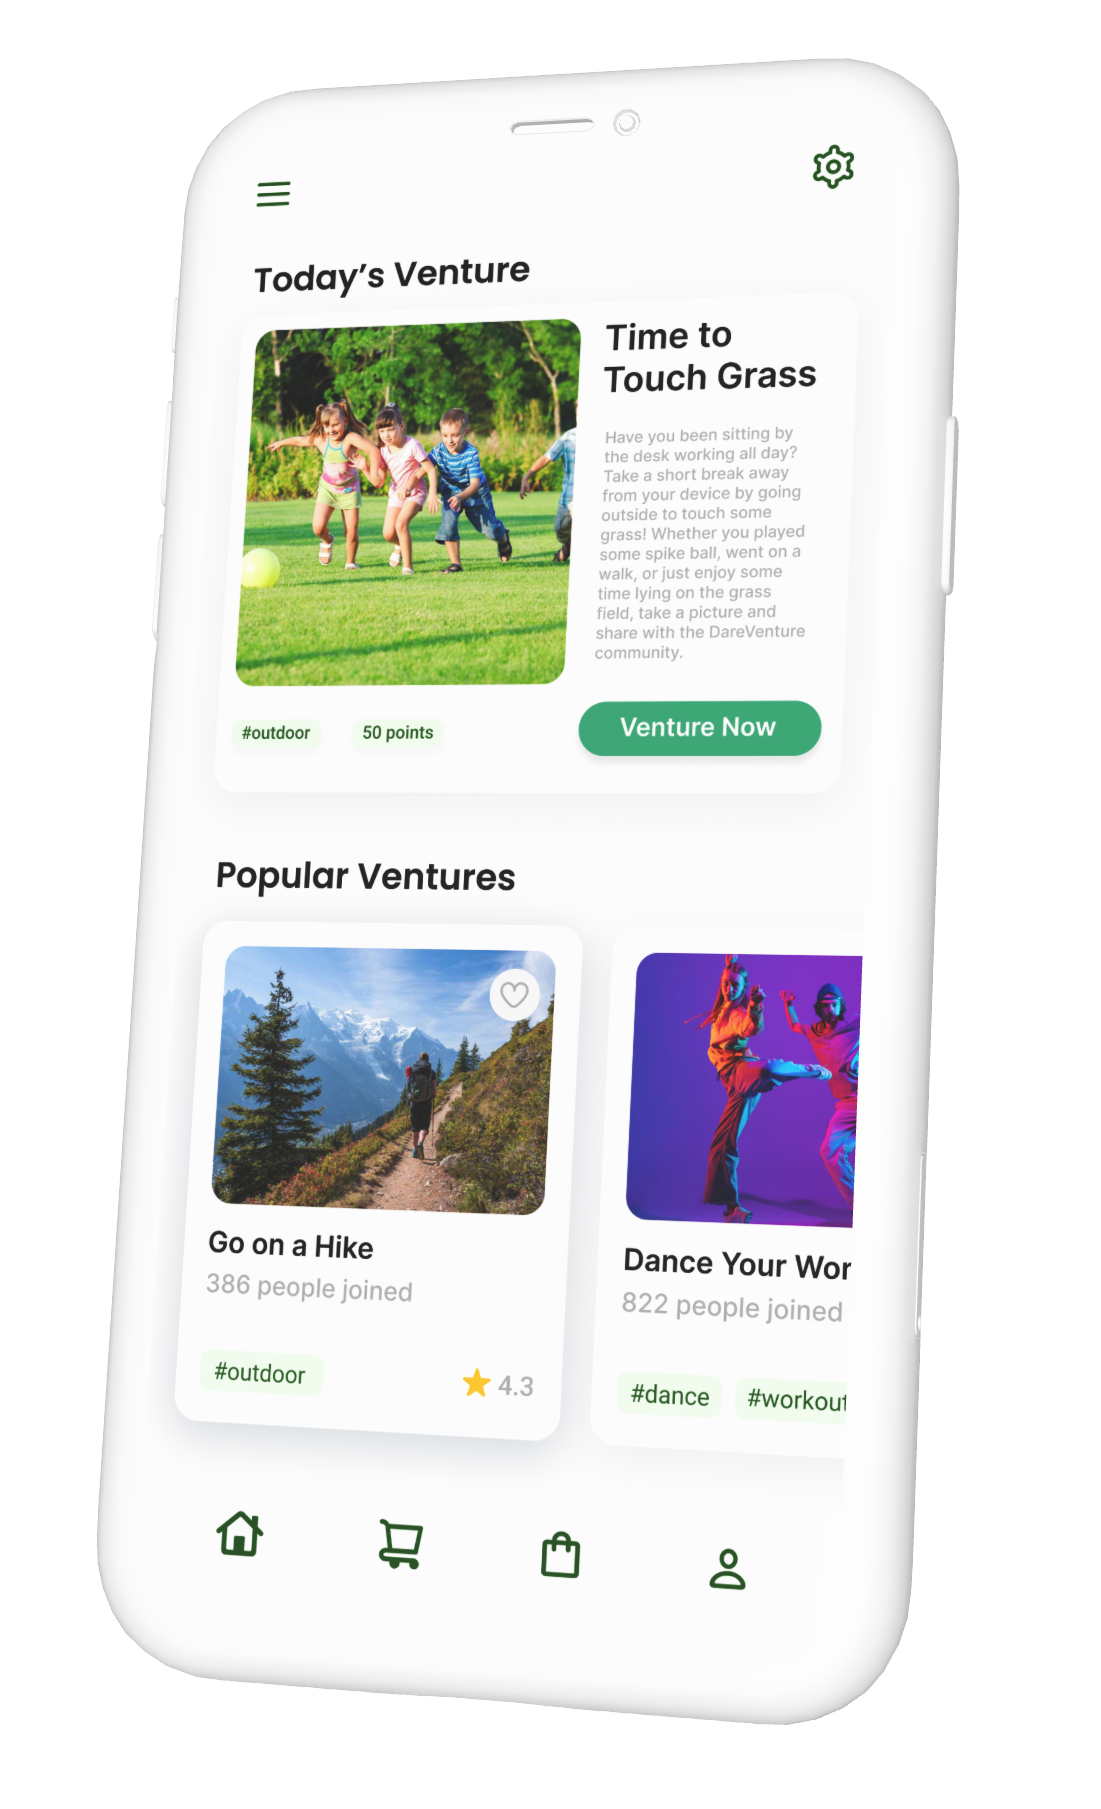 Today's Venture
Time to
Touch Grass
Have you been sitting by
the desk working all day?
Take a short break away
from your device by going
outside to touch some
grass! Whether you played
some spike ball, went on a
walk, or just enjoy some
time lying on the grass
field, take a picture and
share with the DareVenture
community.
#outdoor
50 points
Venture Now
Popular Ventures
Go on a Hike
386 people joined
#outdoor
4.3
Dance Your Wor
822 people joined
#dance
#workout